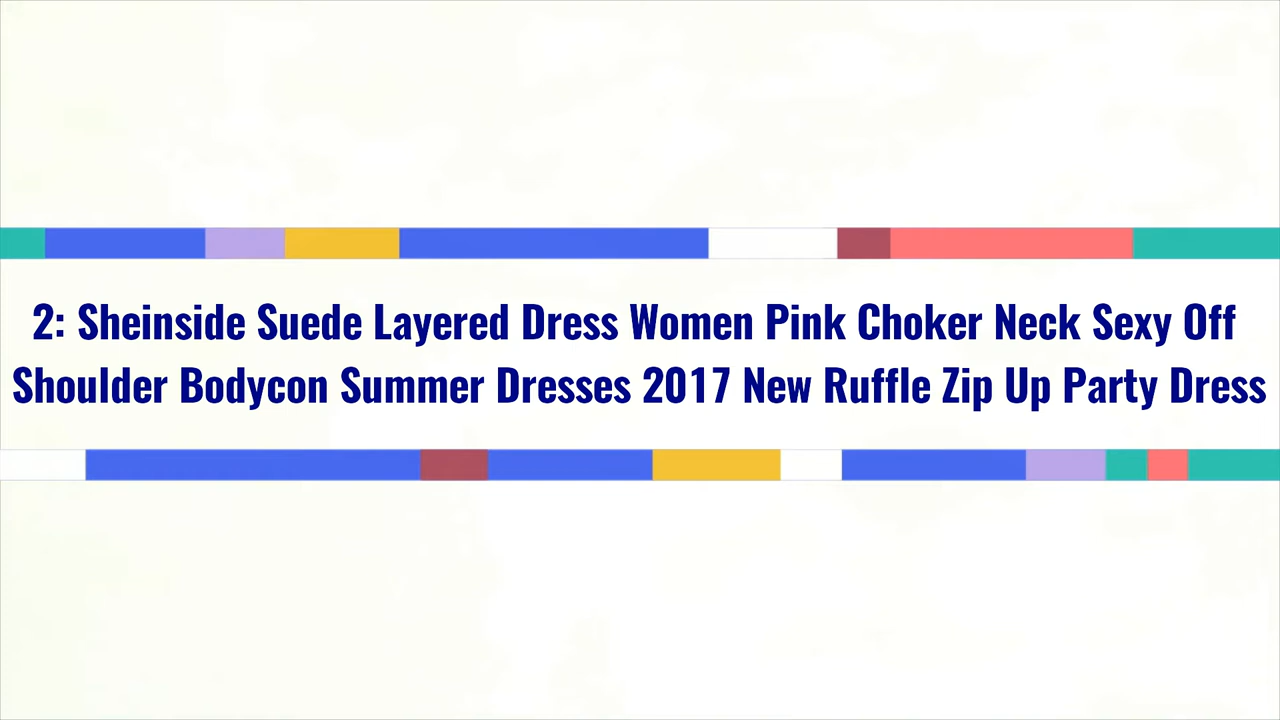 2: Sheinside Suede Layered Dress Women Pink Choker Neck Sexy Off
Shoulder Bodycon Summer Dresses 2017 New Ruffle Zip Up Party Dress